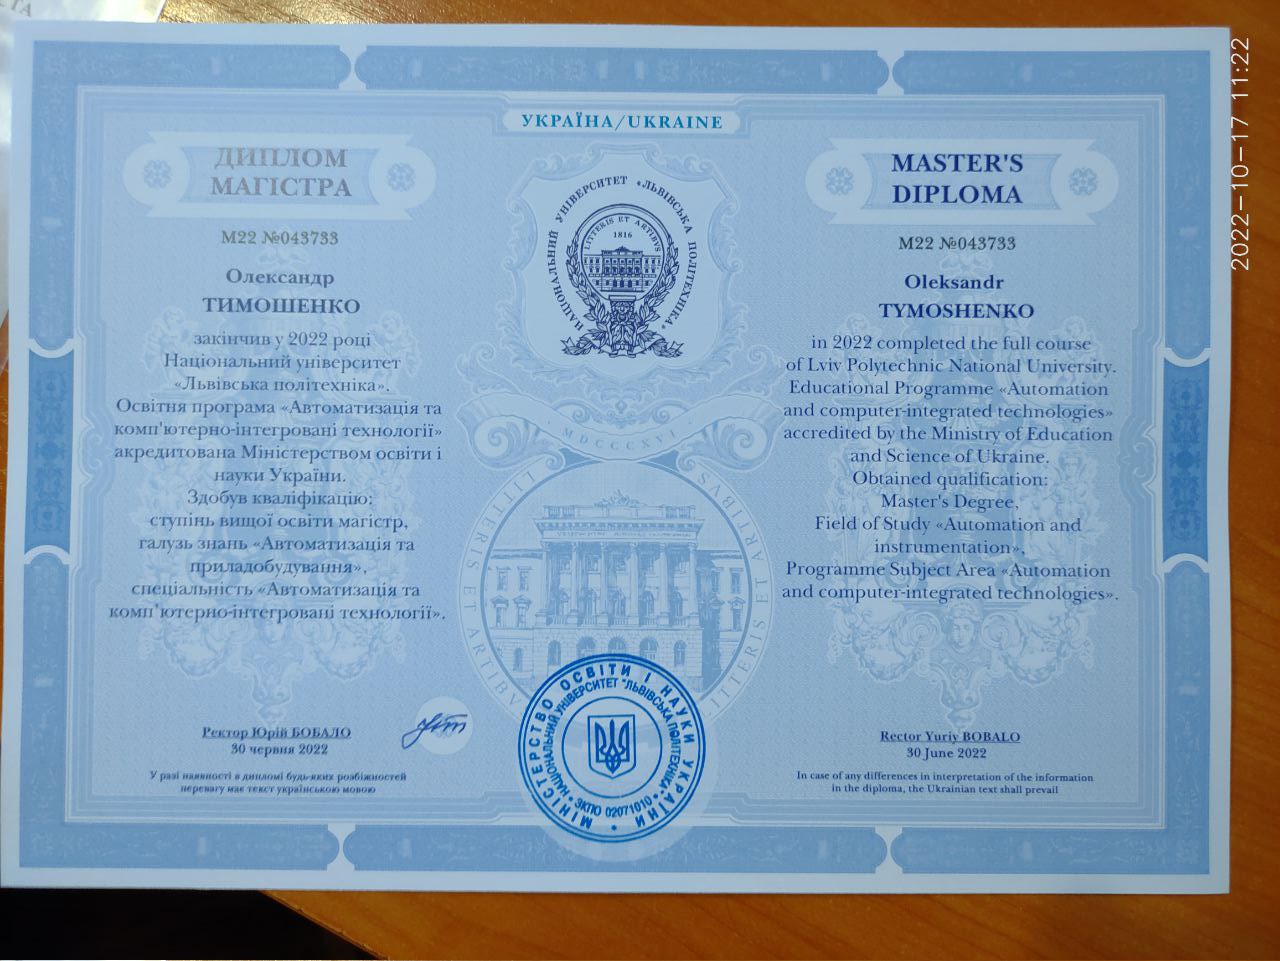 УКРАЇНА/UKRAINE
ДИПЛОМ
МАГІСТРА
М22 №043733
Олександр
ТИМОШЕНКО
закінчив у 2022 році
Національний університет
«Львівська політехніка».
Освітня програма «Автоматизація та
комп'ютерно-інтегровані технології»
акредитована Міністерством освіти і
науки України.
Здобув кваліфікацію:
ступінь вищої освіти магістр,
галузь знань «Автоматизація та
приладобудування»,
спеціальність «Автоматизація та
комп'ютерно-інтегровані технології».
Ректор Юрій БОБАЛО
30 червня 2022
У разі наявності в дипломі будь-яких розбіжностей
перевагу має текст українською мовою
НАЦІОНАЛЬНИЙ УНІВЕРСИТЕТ «ЛЬВІВСЬКА ПОЛІТЕХНІКА»
LITTERIS ET ARTIBUS
1816
MDCCCXVI
LITTERIS ET ARTIBVS
LITTERIS ET ARTIBVS
МІНІСТЕРСТВО ОСВІТИ І НАУКИ УКРАЇНИ
НАЦІОНАЛЬНИЙ УНІВЕРСИТЕТ "ЛЬВІВСЬКА ПОЛІТЕХНІКА"
ЗКПО 02071010
MASTER'S
DIPLOMA
M22 №043733
Oleksandr
TYMOSHENKO
in 2022 completed the full course
of Lviv Polytechnic National University.
Educational Programme «Automation
and computer-integrated technologies»
accredited by the Ministry of Education
and Science of Ukraine.
Obtained qualification:
Master's Degree,
Field of Study «Automation and
instrumentation»,
Programme Subject Area «Automation
and computer-integrated technologies».
Rector Yuriy BOBALO
30 June 2022
In case of any differences in interpretation of the information
in the diploma, the Ukrainian text shall prevail
2022-10-17 11:22